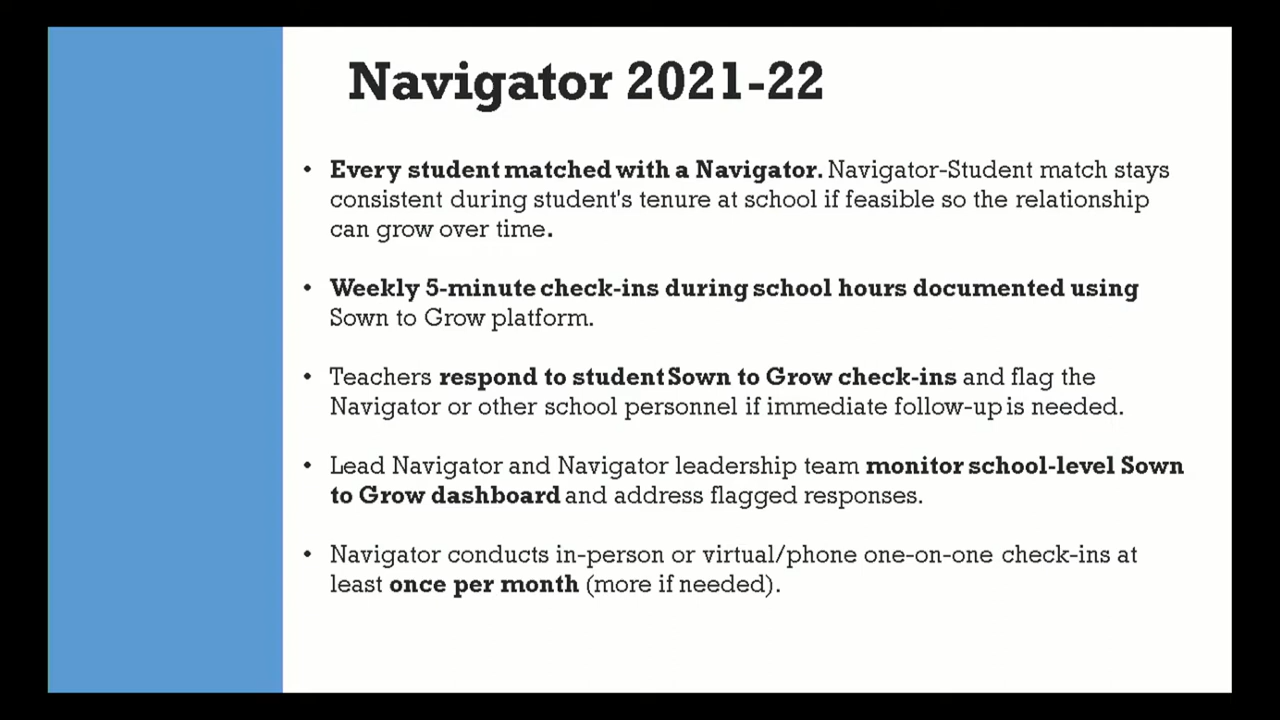 Navigator 2021-22
• Every student matched with a Navigator. Navigator-Student match stays
consistent during student's tenure at school if feasible so the relationship
can grow over time.
• Weekly 5-minute check-ins during school hours documented using
Sown to Grow platform.
• Teachers respond to student Sown to Grow check-ins and flag the
Navigator or other school personnel if immediate follow-up is needed.
• Lead Navigator and Navigator leadership team monitor school-level Sown
to Grow dashboard and address flagged responses.
• Navigator conducts in-person or virtual/phone one-on-one check-ins at
least once per month (more if needed).